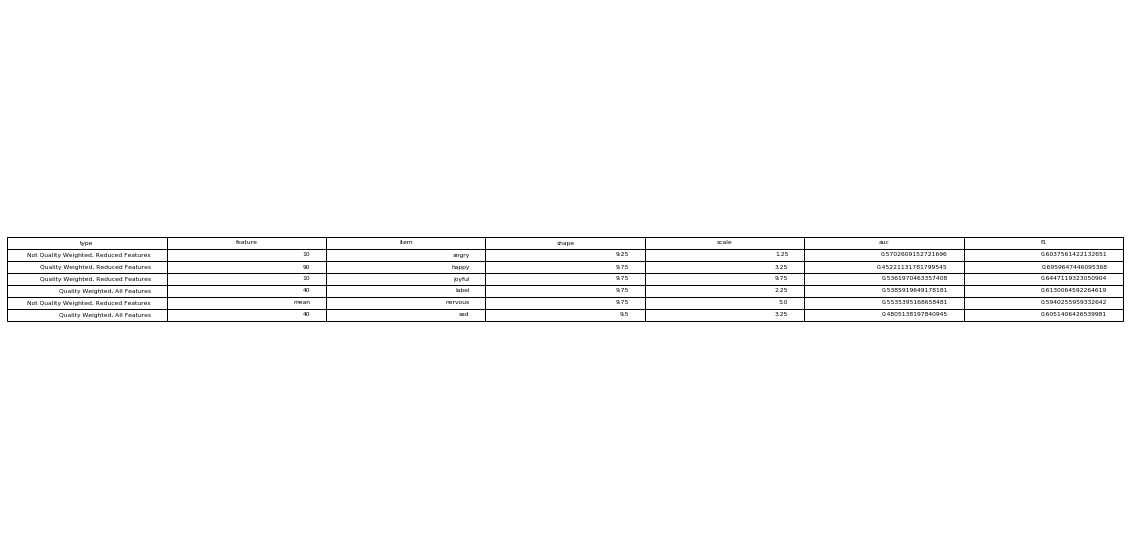 type feature item shape scale auc f1
Not Quality Weighted, Reduced Features 10 angry 9.25 1.25 0.5702609152721696 0.6037561422132651
Quality Weighted, Reduced Features 90 happy 9.75 3.25 0.45221131781799545 0.6959647446095368
Quality Weighted, Reduced Features 10 joyful 9.75 9.75 0.5361970463357408 0.6447119323050904
Quality Weighted, All Features 40 label 9.75 2.25 0.5385919649178181 0.6130064592264619
Not Quality Weighted, Reduced Features mean nervous 9.75 5.0 0.5535395168658481 0.5940255959332642
Quality Weighted, All Features 40 sad 9.5 3.25 0.4805138197840945 0.6051406426539981